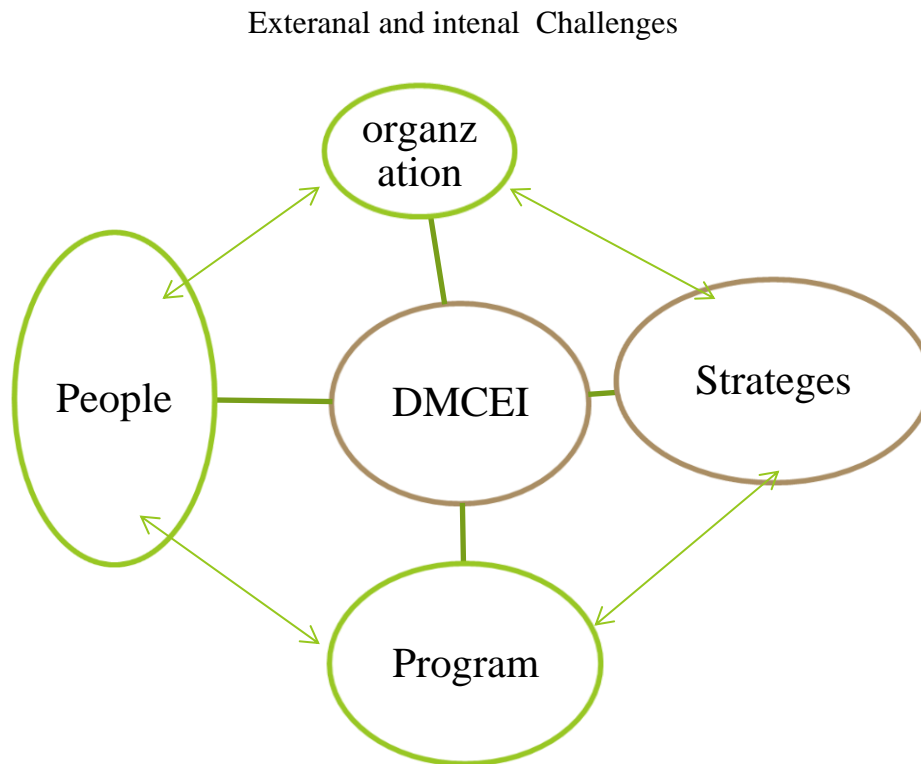 Exteranal and intenal  Challenges
organz
ation
People
DMCEI
Strateges
Program